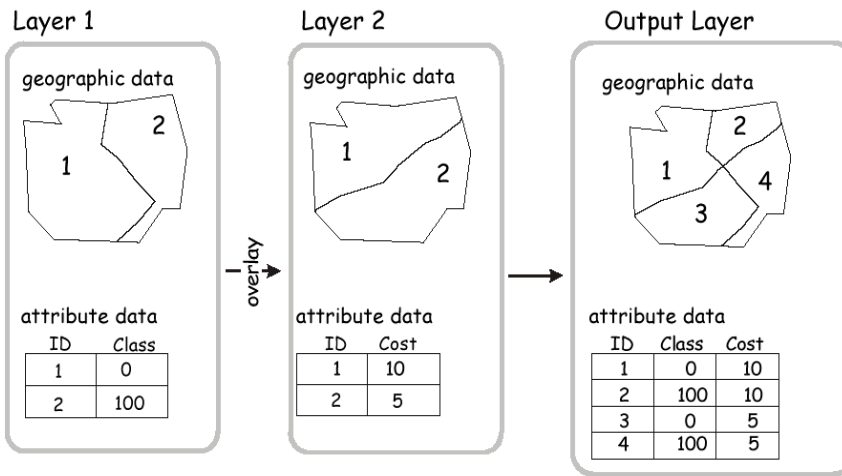 Layer 1
geographic data
1
2
attribute data
ID Class
1 0
2 100
overlay
Layer 2
geographic data
1
2
attribute data
ID Cost
1 10
2 5
Output Layer
geographic data
1
2
3
4
attribute data
ID Class Cost
1 0 10
2 100 10
3 0 5
4 100 5